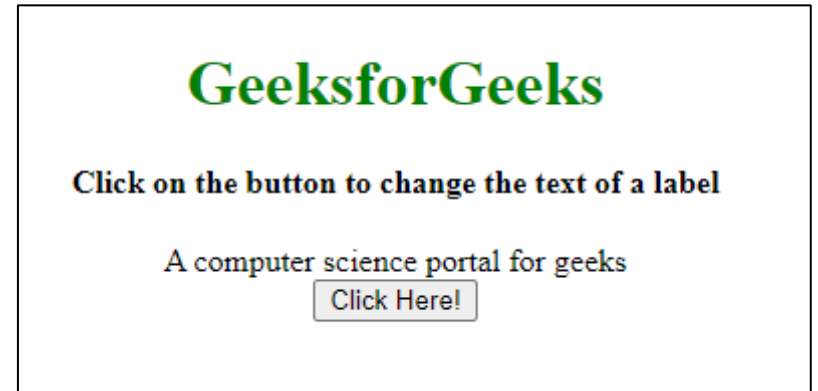 GeeksforGeeks
Click on the button to change the text of a label
A computer science portal for geeks
Click Here!